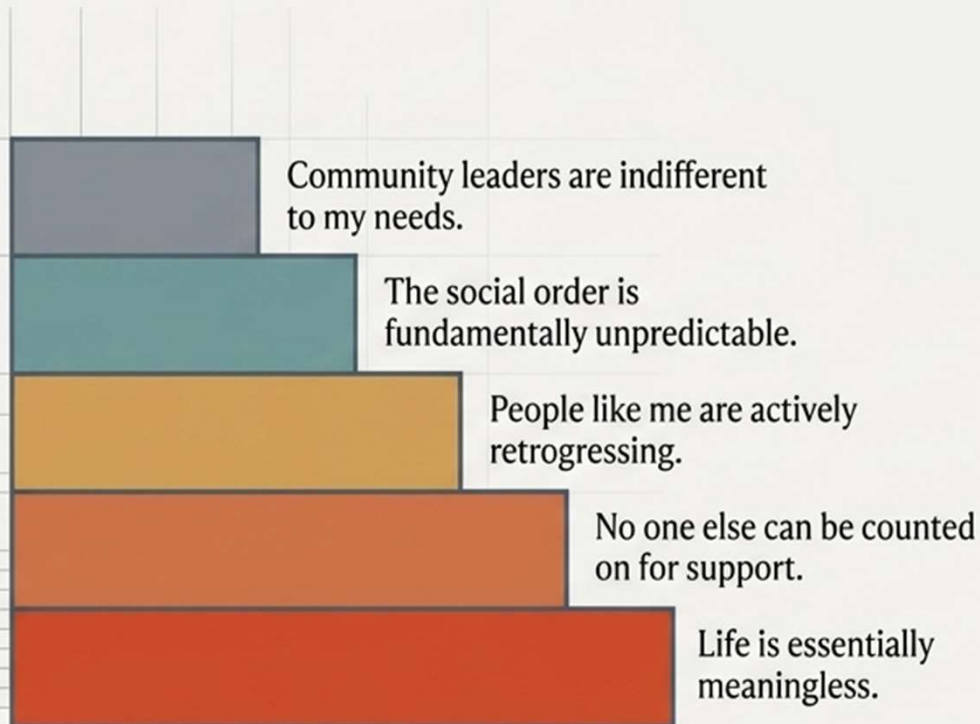 Community leaders are indifferent
to my needs.
The social order is
fundamentally unpredictable.
People like me are actively
retrogressing.
No one else can be counted
on for support.
Life is essentially
meaningless.